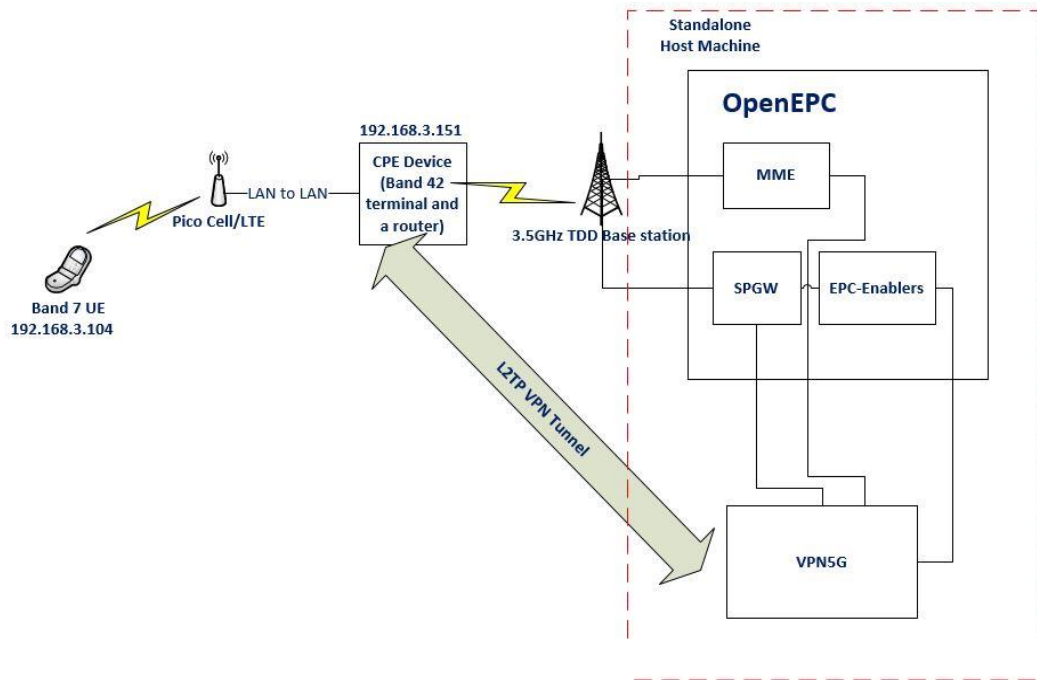 Standalone
Host Machine
OpenEPC
192.168.3.151
CPE Device
(Band 42
terminal and
a router)
MME
LAN to LAN
Pico Cell/LTE
3.5GHz TDD Base station
SPGW
EPC-Enablers
Band 7 UE
192.168.3.104
L2TP VPN Tunnel
VPN5G